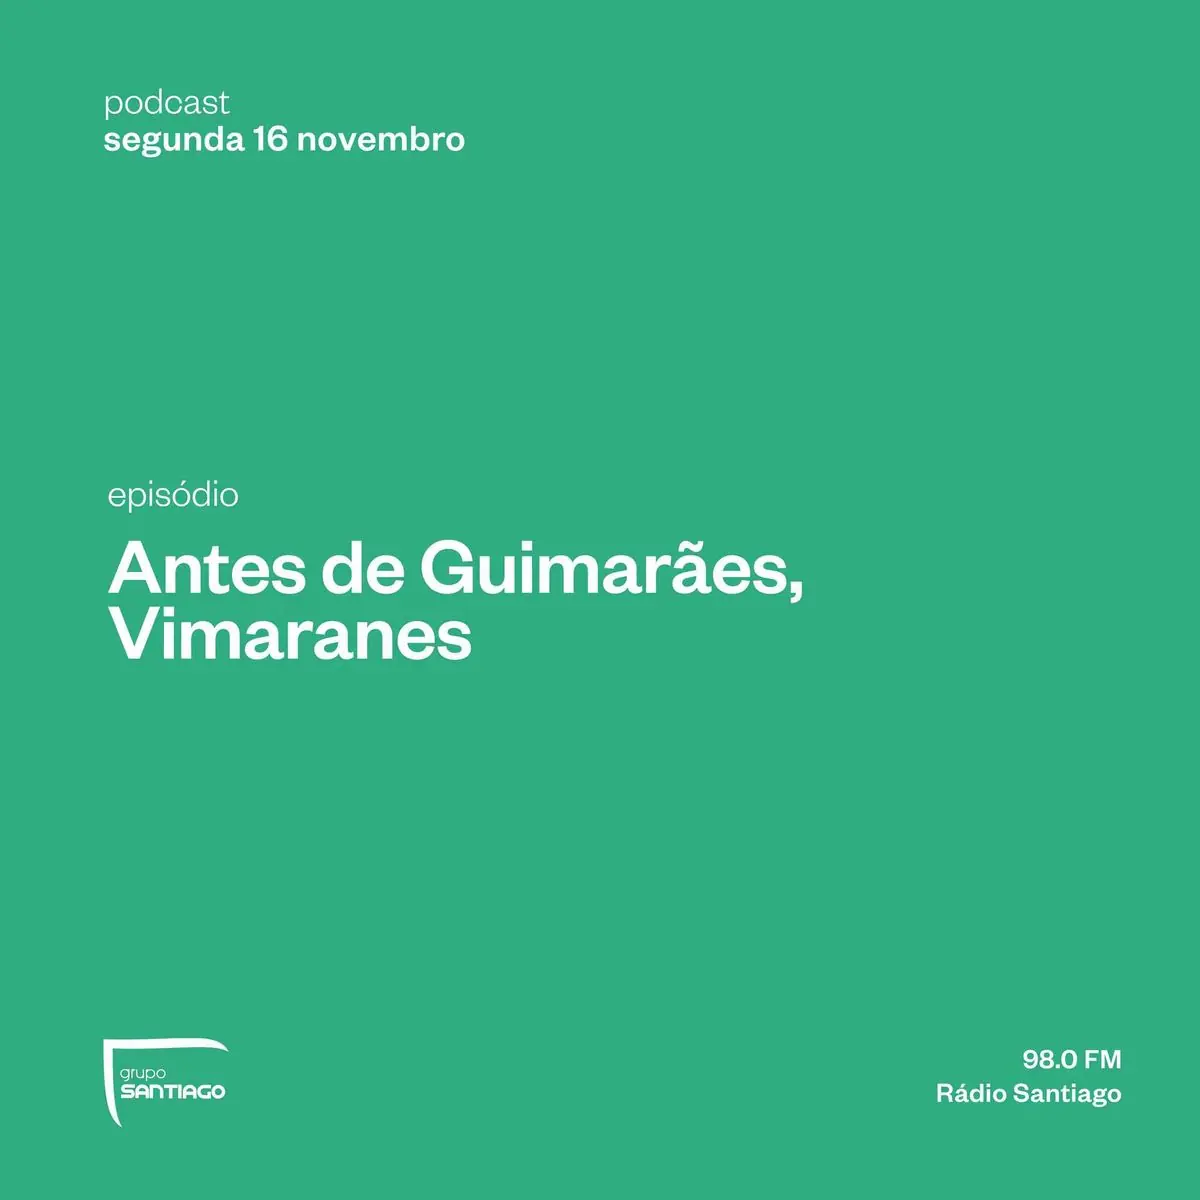 podcast
segunda 16 novembro
episódio
Antes de Guimarães,
Vimaranes
grupo
SANTIAGO
98.0 FM
Rádio Santiago